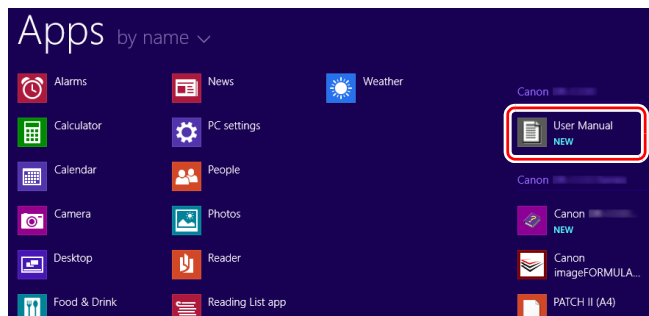 Apps by name
Alarms
News
Weather
Canon
Calculator
PC settings
User Manual
NEW
Calendar
People
Canon
Camera
Photos
Canon
NEW
Desktop
Reader
Canon
imageFORMULA...
Food & Drink
Reading List app
PATCH II (A4)